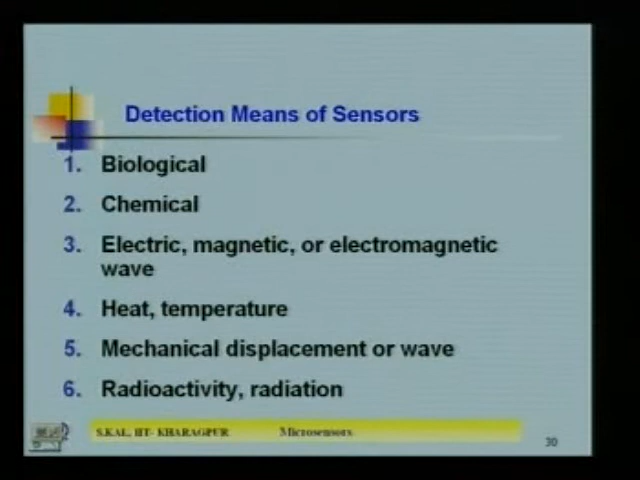 Detection Means of Sensors
1. Biological
2. Chemical
3. Electric, magnetic, or electromagnetic
wave
4. Heat, temperature
5. Mechanical displacement or wave
6. Radioactivity, radiation
S.KAL, IIT- KHARAGPUR Microsensors 30